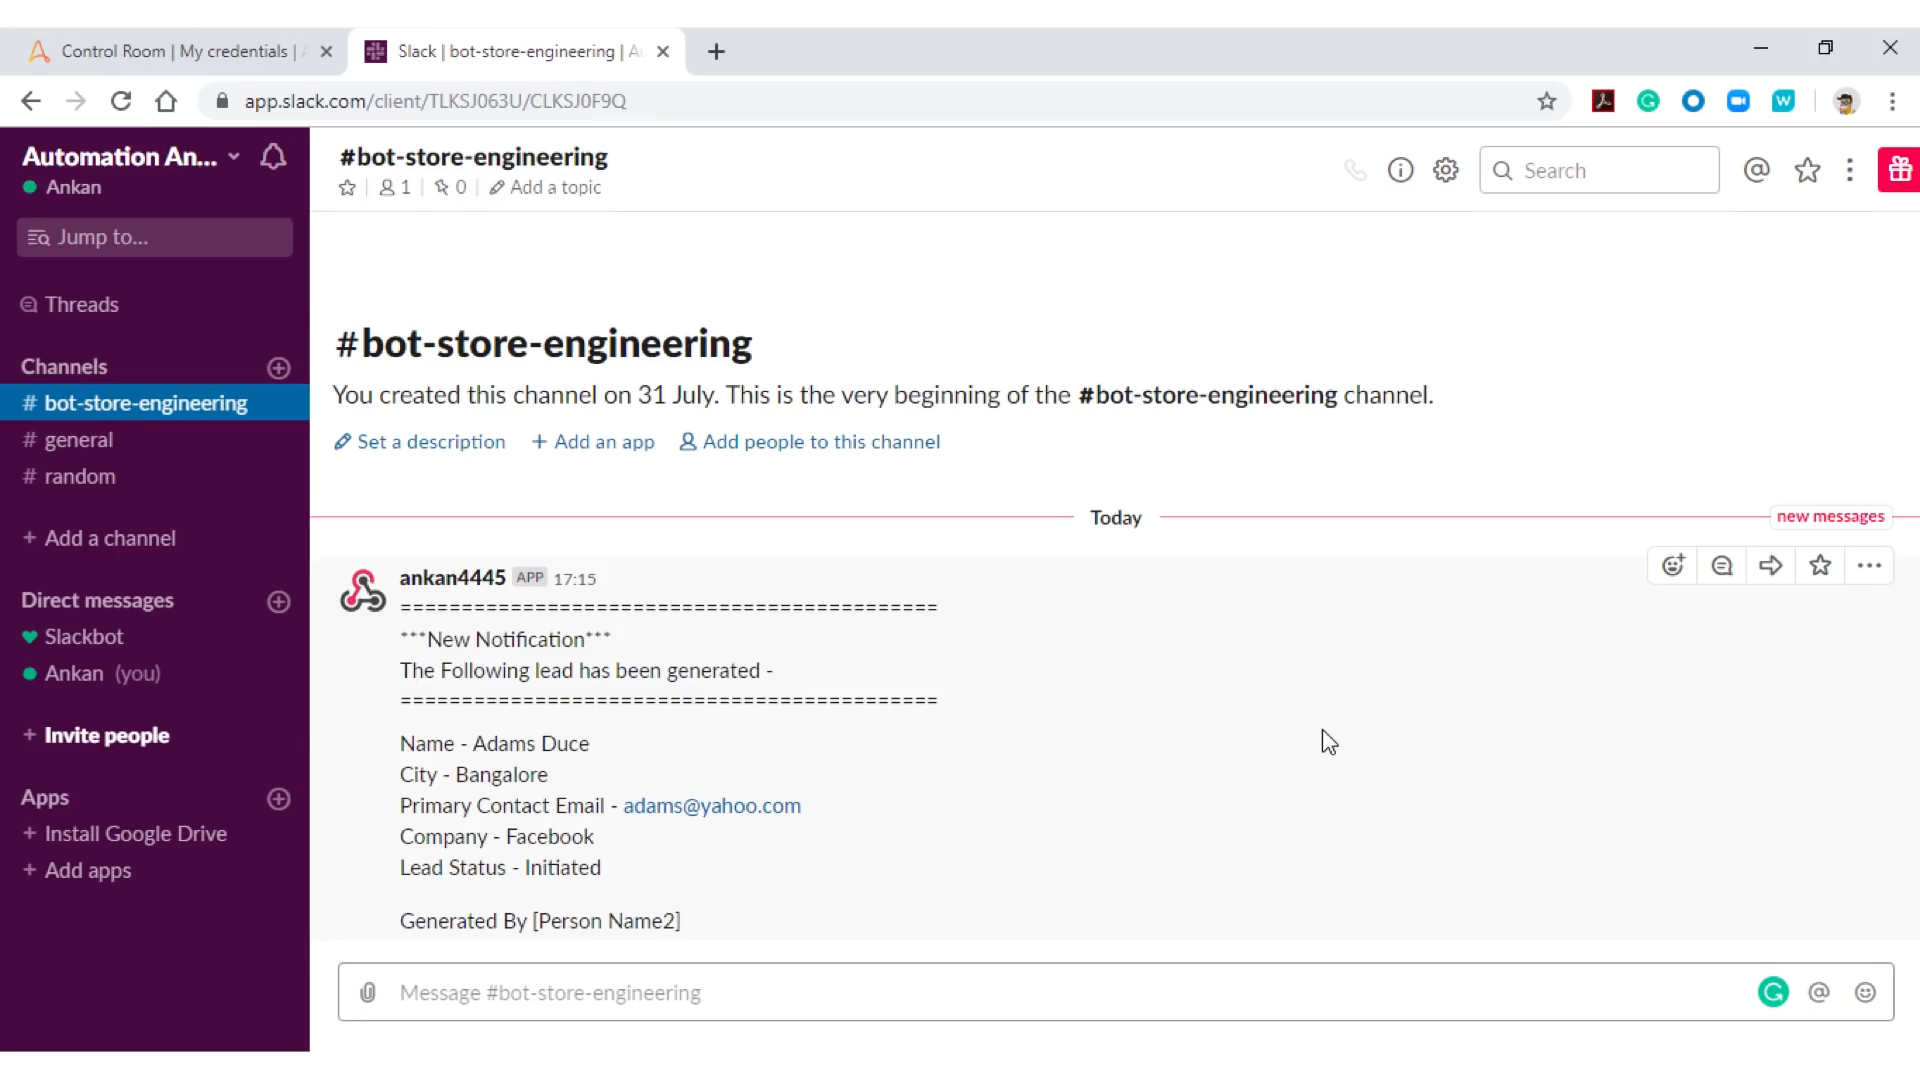 Control Room | My credentials |
Slack | bot-store-engineering | A
app.slack.com/client/TLKSJ063U/CLKSJ0F9Q
W
Automation An...
Ankan
Jump to...
Threads
Channels
# bot-store-engineering
# general
# random
+ Add a channel
Direct messages
Slackbot
Ankan (you)
+ Invite people
Apps
+ Install Google Drive
+ Add apps
#bot-store-engineering
1 | 0 | Add a topic
Search
#bot-store-engineering
You created this channel on 31 July. This is the very beginning of the #bot-store-engineering channel.
Set a description + Add an app Add people to this channel
Today
new messages
ankan4445 APP 17:15
============================================
***New Notification***
The Following lead has been generated -
============================================
Name - Adams Duce
City - Bangalore
Primary Contact Email - adams@yahoo.com
Company - Facebook
Lead Status - Initiated
Generated By [Person Name2]
Message #bot-store-engineering